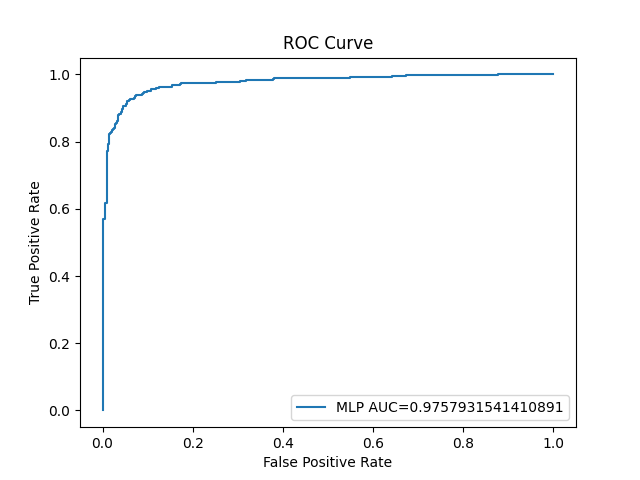 ROC Curve
1.0
0.8
0.6
0.4
0.2
0.0
True Positive Rate
MLP AUC=0.9757931541410891
0.0 0.2 0.4 0.6 0.8 1.0
False Positive Rate